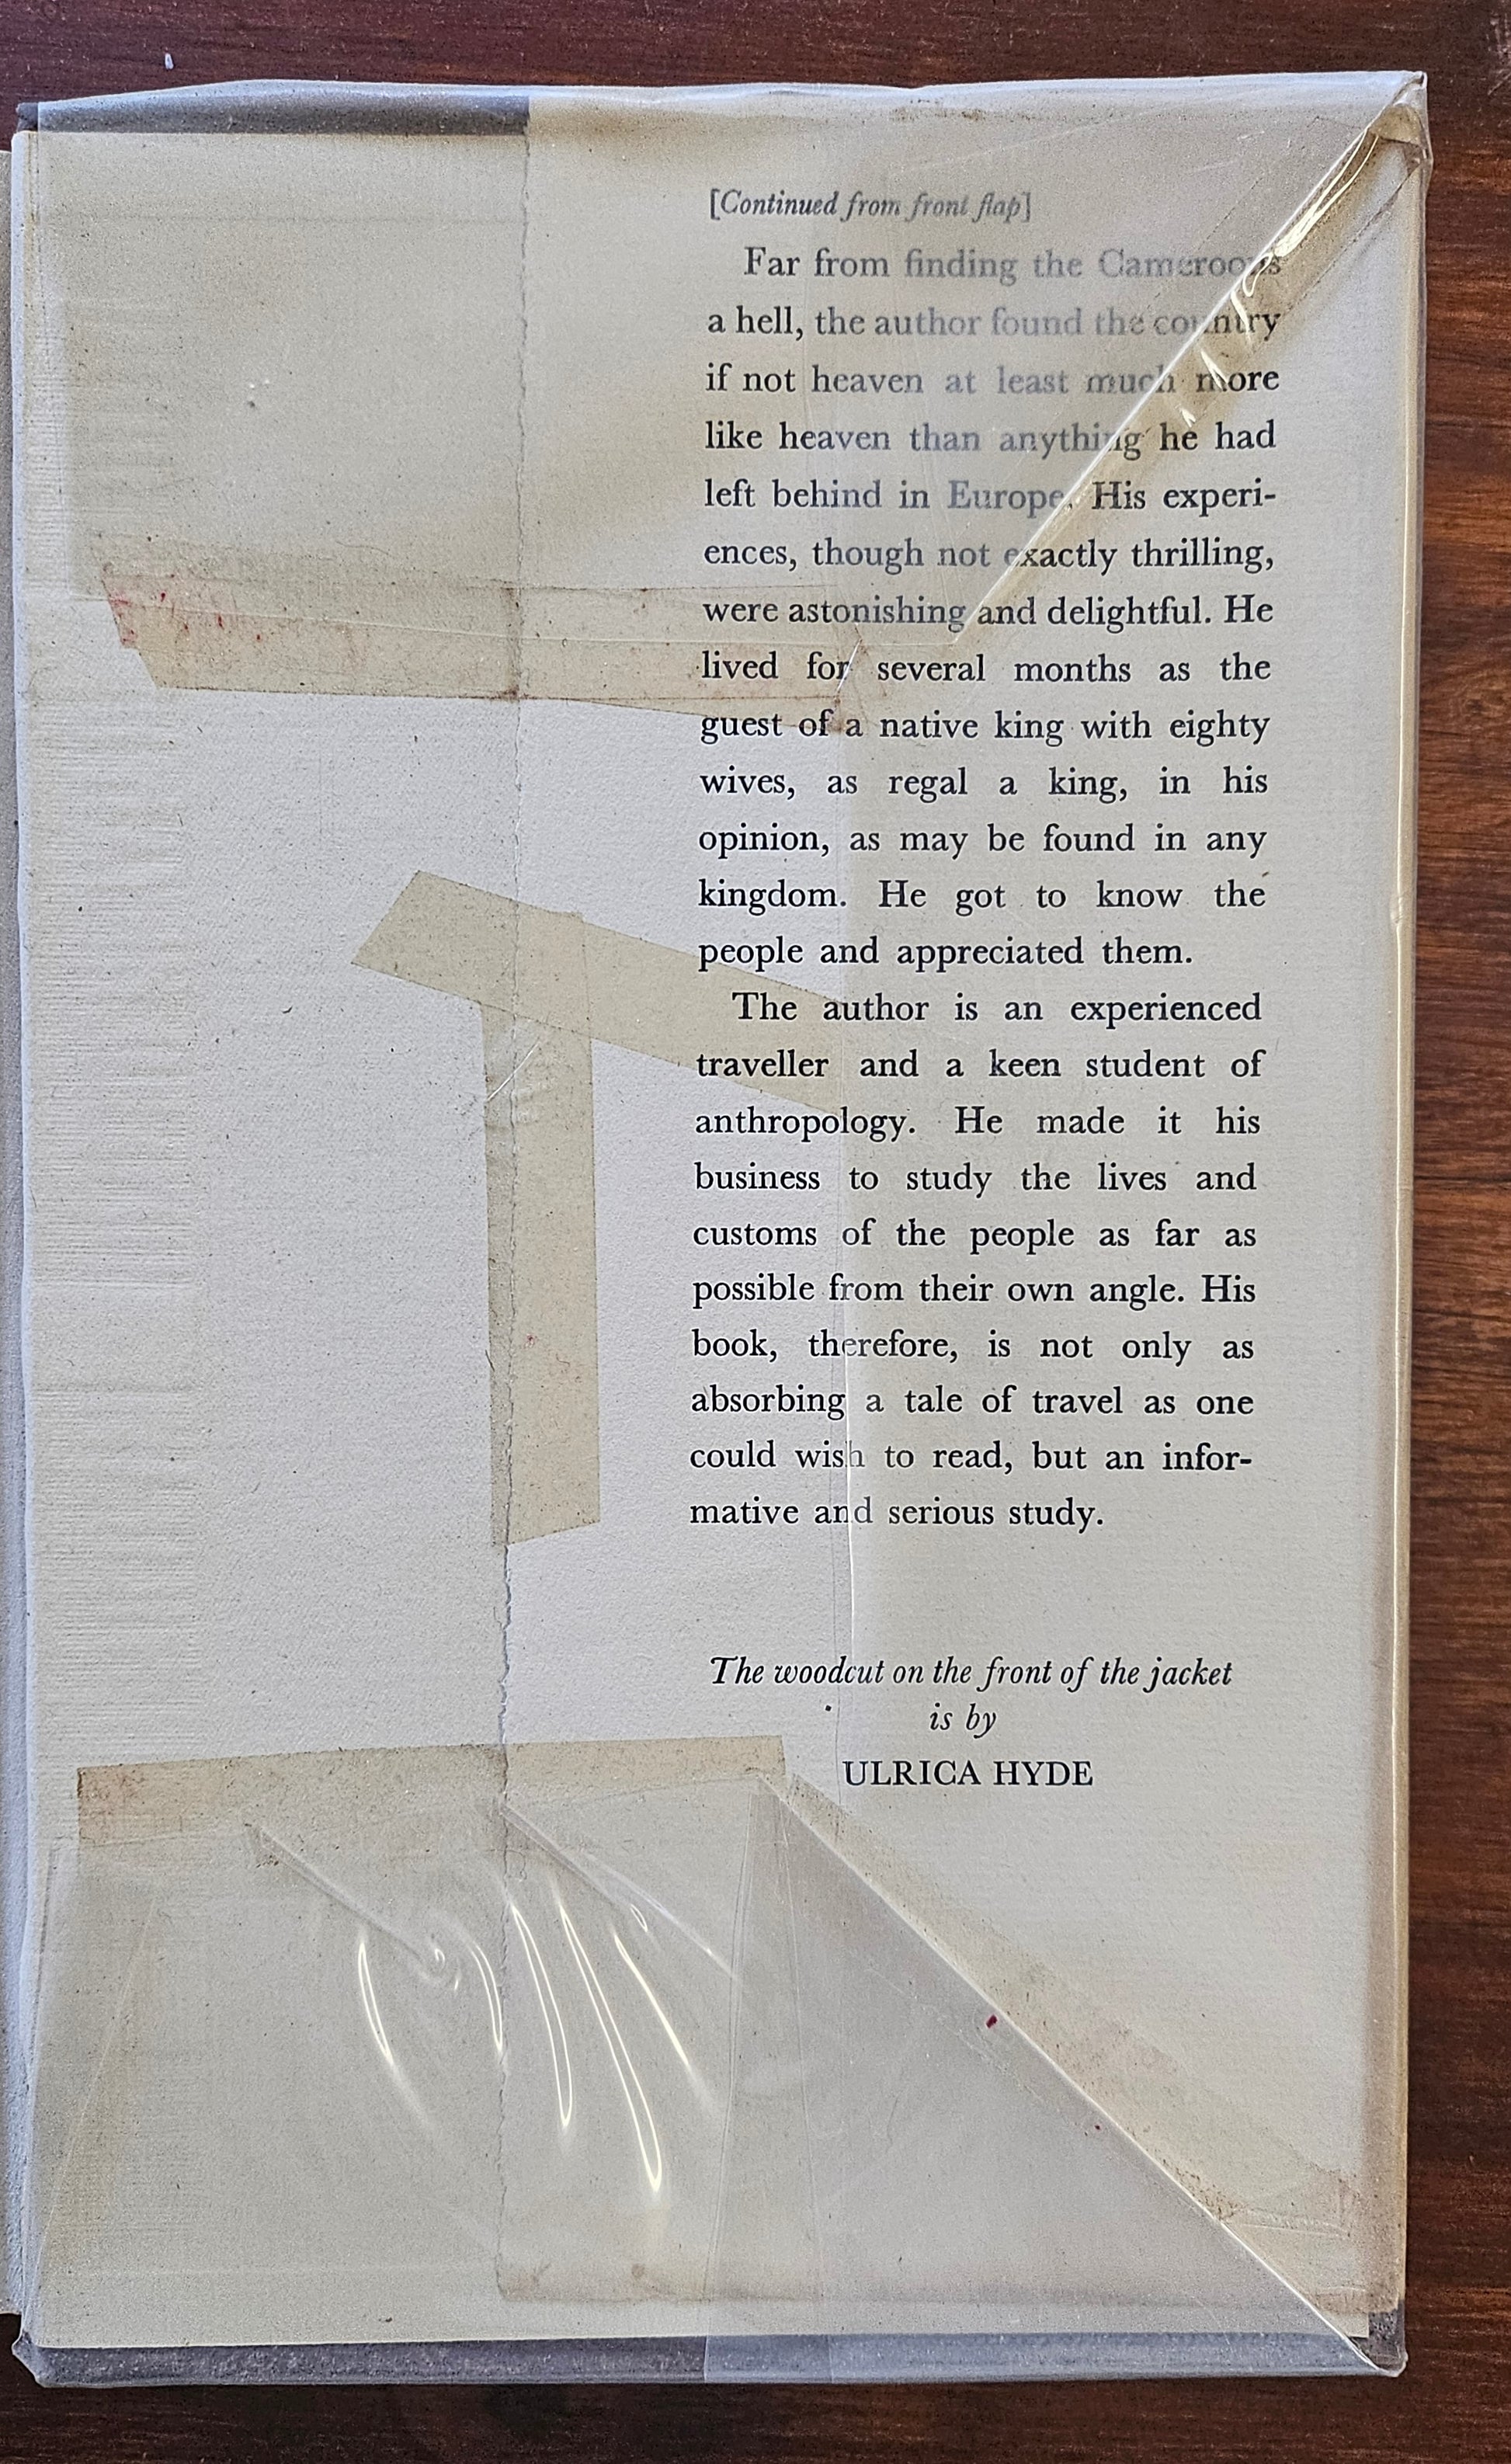 [Continued from front flap]
Far from finding the Cameroons
a hell, the author found the country
if not heaven at least much more
like heaven than anything he had
left behind in Europe. His experi-
ences, though not exactly thrilling,
were astonishing and delightful. He
lived for several months as the
guest of a native king with eighty
wives, as regal a king, in his
opinion, as may be found in any
kingdom. He got to know the
people and appreciated them.
The author is an experienced
traveller and a keen student of
anthropology. He made it his
business to study the lives and
customs of the people as far as
possible from their own angle. His
book, therefore, is not only as
absorbing a tale of travel as one
could wish to read, but an infor-
mative and serious study.
The woodcut on the front of the jacket
is by
ULRICA HYDE